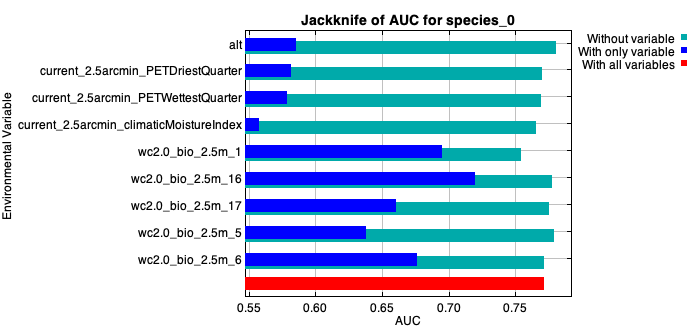 Jackknife of AUC for species_0
Without variable
With only variable
With all variables
Environmental Variable
alt
current_2.5arcmin_PETDriestQuarter
current_2.5arcmin_PETWettestQuarter
current_2.5arcmin_climaticMoistureIndex
wc2.0_bio_2.5m_1
wc2.0_bio_2.5m_16
wc2.0_bio_2.5m_17
wc2.0_bio_2.5m_5
wc2.0_bio_2.5m_6
0.55 0.60 0.65 0.70 0.75
AUC